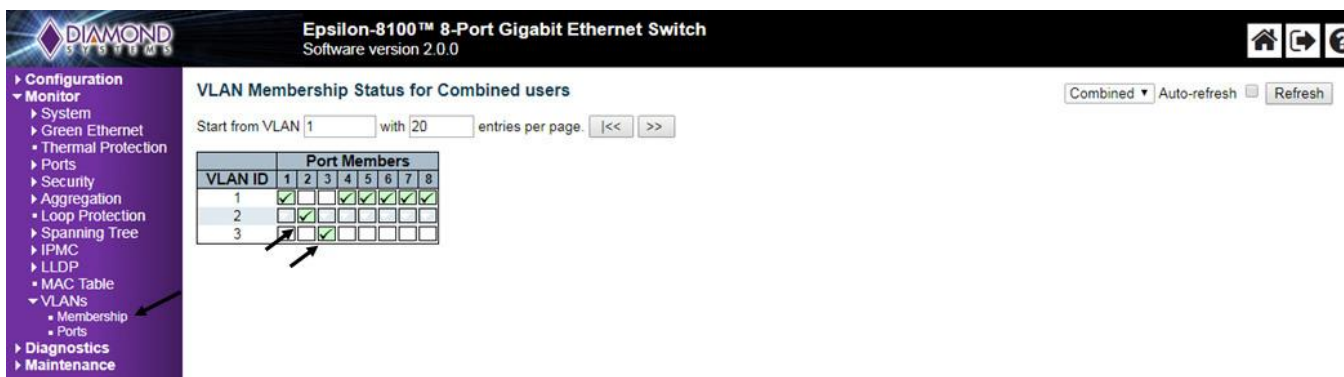 DIAMOND
SYSTEMS
Epsilon-8100™ 8-Port Gigabit Ethernet Switch
Software version 2.0.0
Configuration
Monitor
System
Green Ethernet
Thermal Protection
Ports
Security
Aggregation
Loop Protection
Spanning Tree
IPMC
LLDP
MAC Table
VLANs
Membership
Ports
Diagnostics
Maintenance
VLAN Membership Status for Combined users
Combined Auto-refresh Refresh
Start from VLAN 1 with 20 entries per page. |<< >>
Port Members
VLAN ID 1 2 3 4 5 6 7 8
1
2
3